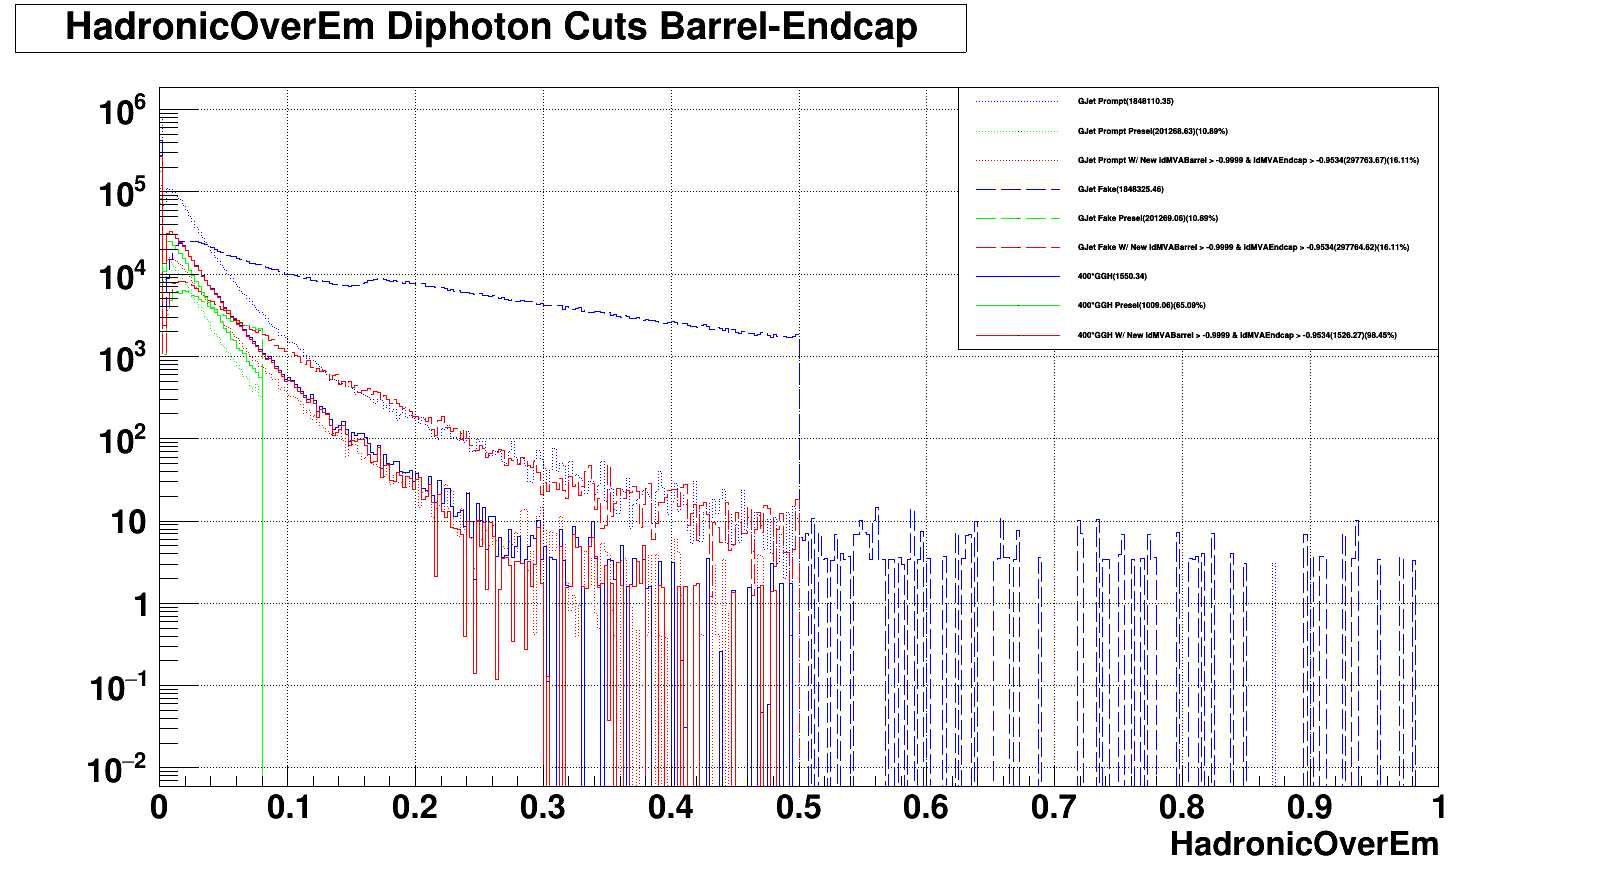 HadronicOverEm Diphoton Cuts Barrel-Endcap
GJet Prompt(1848110.35)
GJet Prompt Presel(201268.63)(10.89%)
GJet Prompt W/ New idMVABarrel > -0.9999 & idMVAEndcap > -0.9534(297763.67)(16.11%)
GJet Fake(1848325.46)
GJet Fake Presel(201269.06)(10.89%)
GJet Fake W/ New idMVABarrel > -0.9999 & idMVAEndcap > -0.9534(297764.62)(16.11%)
400*GGH(1550.34)
400*GGH Presel(1009.06)(65.09%)
400*GGH W/ New idMVABarrel > -0.9999 & idMVAEndcap > -0.9534(1526.27)(98.45%)
10^6
10^5
10^4
10^3
10^2
10
1
10^−1
10^−2
0 0.1 0.2 0.3 0.4 0.5 0.6 0.7 0.8 0.9 1
HadronicOverEm